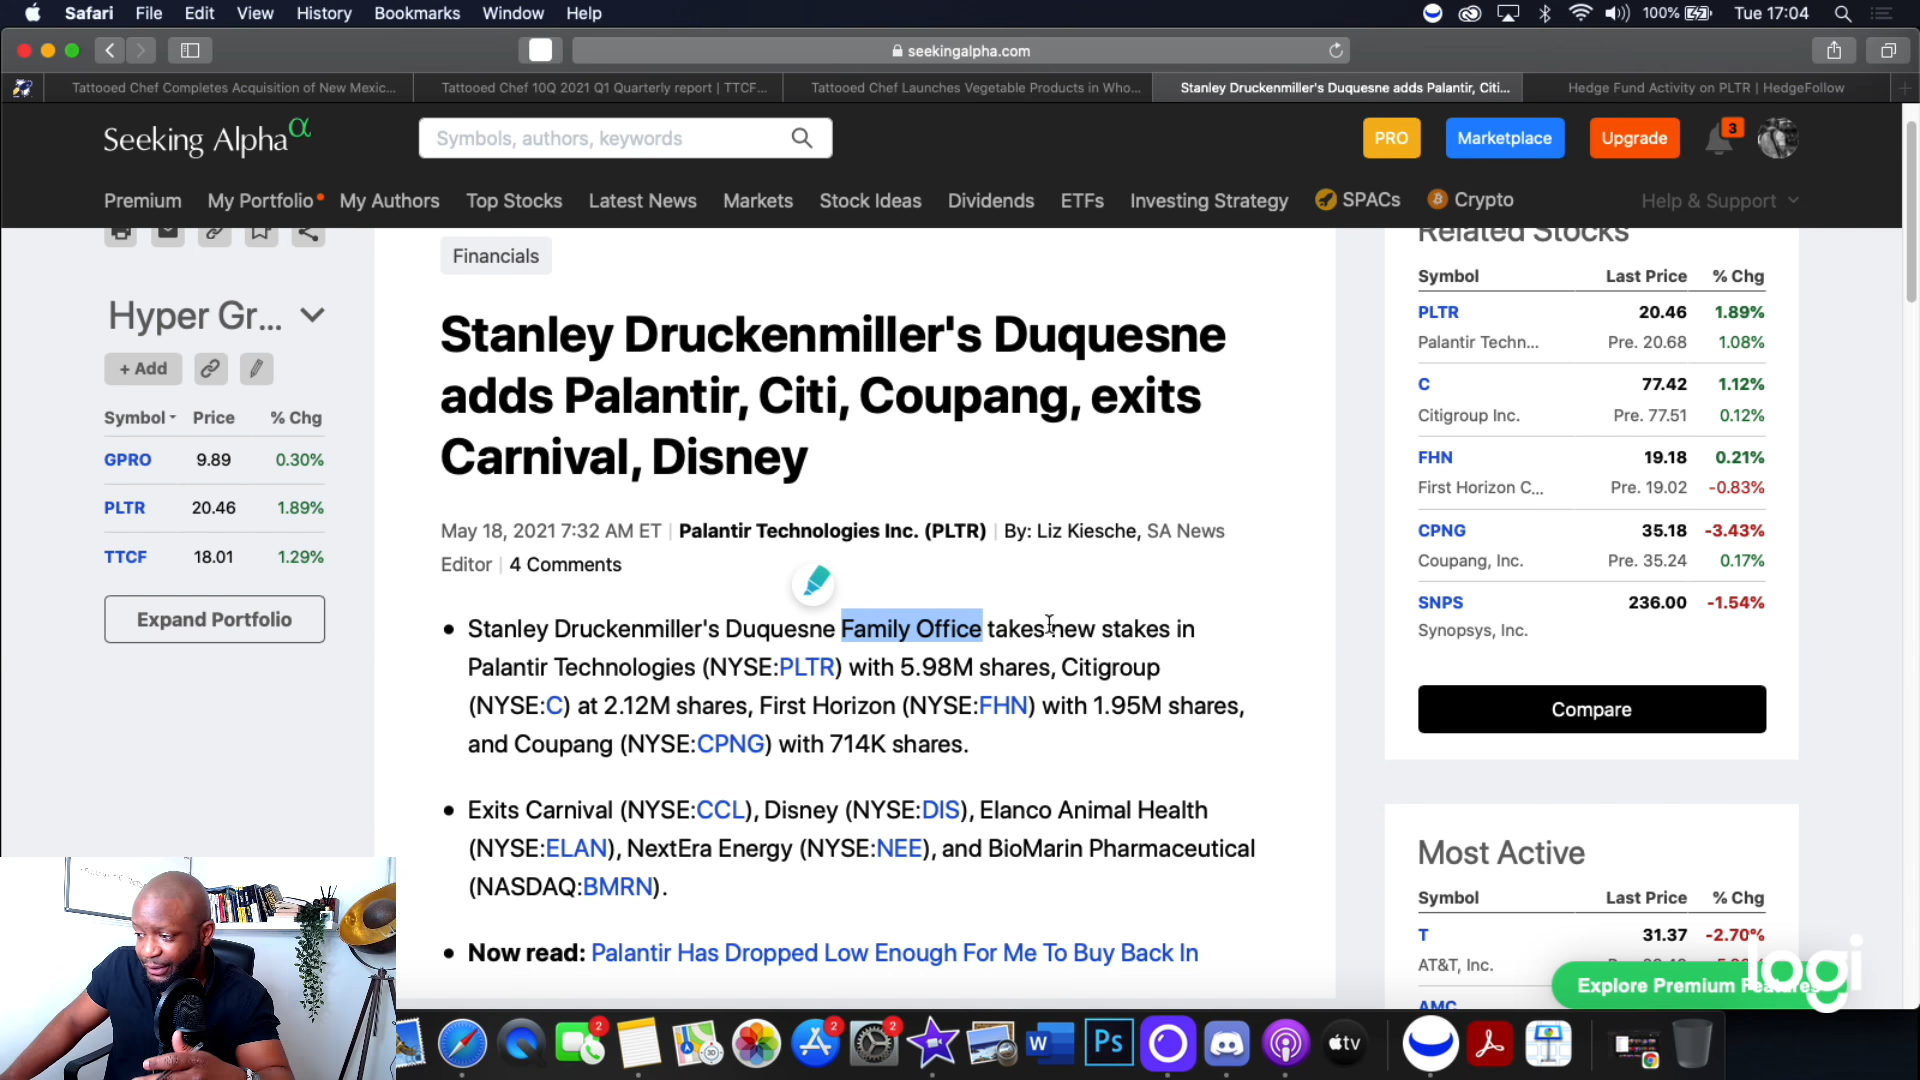 Safari File Edit View History Bookmarks Window Help 100% Tue 17:04
seekingalpha.com
Tattooed Chef Completes Acquisition of New Mexic... Tattooed Chef 10Q 2021 Q1 Quarterly report | TTCF... Tattooed Chef Launches Vegetable Products in Who... Stanley Druckenmiller's Duquesne adds Palantir, Citi... Hedge Fund Activity on PLTR | HedgeFollow
Seeking Alpha α Symbols, authors, keywords PRO Marketplace Upgrade 3
Premium My Portfolio My Authors Top Stocks Latest News Markets Stock Ideas Dividends ETFs Investing Strategy SPACs Crypto Help & Support
Hyper Gr...
+ Add
Symbol Price % Chg
GPRO 9.89 0.30%
PLTR 20.46 1.89%
TTCF 18.01 1.29%
Expand Portfolio
Financials
Stanley Druckenmiller's Duquesne
adds Palantir, Citi, Coupang, exits
Carnival, Disney
May 18, 2021 7:32 AM ET | Palantir Technologies Inc. (PLTR) | By: Liz Kiesche, SA News
Editor | 4 Comments
• Stanley Druckenmiller's Duquesne Family Office takes new stakes in
Palantir Technologies (NYSE:PLTR) with 5.98M shares, Citigroup
(NYSE:C) at 2.12M shares, First Horizon (NYSE:FHN) with 1.95M shares,
and Coupang (NYSE:CPNG) with 714K shares.
• Exits Carnival (NYSE:CCL), Disney (NYSE:DIS), Elanco Animal Health
(NYSE:ELAN), NextEra Energy (NYSE:NEE), and BioMarin Pharmaceutical
(NASDAQ:BMRN).
• Now read: Palantir Has Dropped Low Enough For Me To Buy Back In
Related Stocks
Symbol Last Price % Chg
PLTR 20.46 1.89%
Palantir Techn... Pre. 20.68 1.08%
C 77.42 1.12%
Citigroup Inc. Pre. 77.51 0.12%
FHN 19.18 0.21%
First Horizon C... Pre. 19.02 -0.83%
CPNG 35.18 -3.43%
Coupang, Inc. Pre. 35.24 0.17%
SNPS 236.00 -1.54%
Synopsys, Inc.
Compare
Most Active
Symbol Last Price % Chg
T 31.37 -2.70%
AT&T, Inc.
AMC
Explore Premium Features
logi
2 2 2 W Ps tv